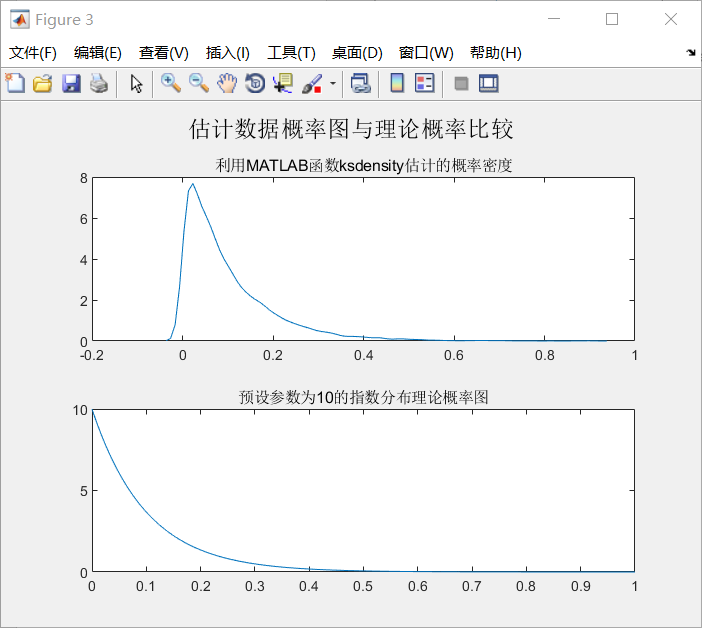 Figure 3
文件(F) 编辑(E) 查看(V) 插入(I) 工具(T) 桌面(D) 窗口(W) 帮助(H)
估计数据概率图与理论概率比较
利用MATLAB函数ksdensity估计的概率密度
8
6
4
2
0
-0.2 0 0.2 0.4 0.6 0.8 1
预设参数为10的指数分布理论概率图
10
5
0
0 0.1 0.2 0.3 0.4 0.5 0.6 0.7 0.8 0.9 1